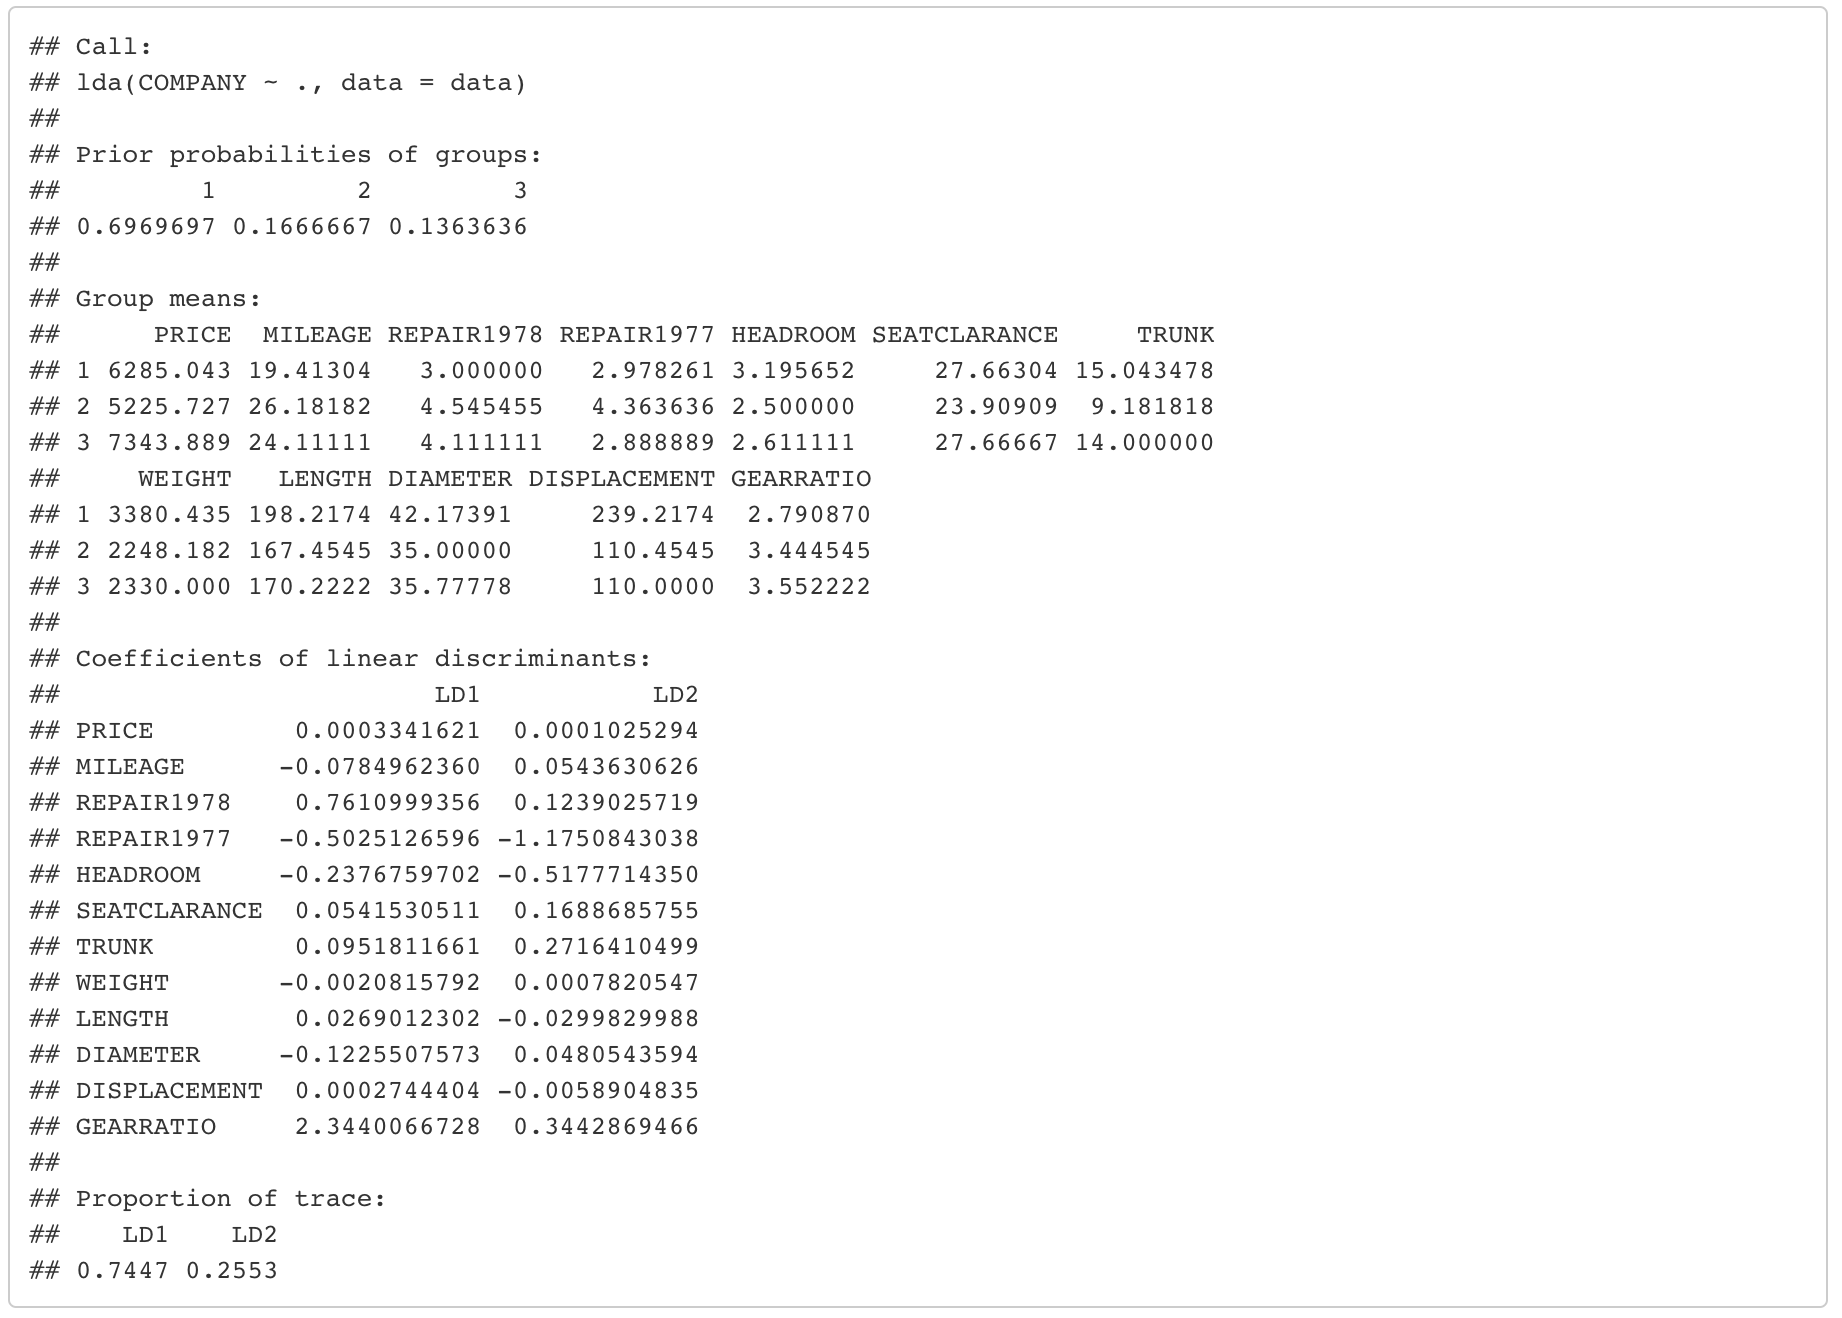 ## Call:
## lda(COMPANY ~ ., data = data)
##
## Prior probabilities of groups:
##         1         2         3
## 0.6969697 0.1666667 0.1363636
##
## Group means:
##      PRICE  MILEAGE REPAIR1978 REPAIR1977 HEADROOM SEATCLARANCE     TRUNK
## 1 6285.043 19.41304   3.000000   2.978261 3.195652     27.66304 15.043478
## 2 5225.727 26.18182   4.545455   4.363636 2.500000     23.90909  9.181818
## 3 7343.889 24.11111   4.111111   2.888889 2.611111     27.66667 14.000000
##     WEIGHT   LENGTH DIAMETER DISPLACEMENT GEARRATIO
## 1 3380.435 198.2174 42.17391     239.2174  2.790870
## 2 2248.182 167.4545 35.00000     110.4545  3.444545
## 3 2330.000 170.2222 35.77778     110.0000  3.552222
##
## Coefficients of linear discriminants:
##                        LD1           LD2
## PRICE         0.0003341621  0.0001025294
## MILEAGE      -0.0784962360  0.0543630626
## REPAIR1978    0.7610999356  0.1239025719
## REPAIR1977   -0.5025126596 -1.1750843038
## HEADROOM     -0.2376759702 -0.5177714350
## SEATCLARANCE  0.0541530511  0.1688685755
## TRUNK         0.0951811661  0.2716410499
## WEIGHT       -0.0020815792  0.0007820547
## LENGTH        0.0269012302 -0.0299829988
## DIAMETER     -0.1225507573  0.0480543594
## DISPLACEMENT  0.0002744404 -0.0058904835
## GEARRATIO     2.3440066728  0.3442869466
##
## Proportion of trace:
##    LD1    LD2
## 0.7447 0.2553